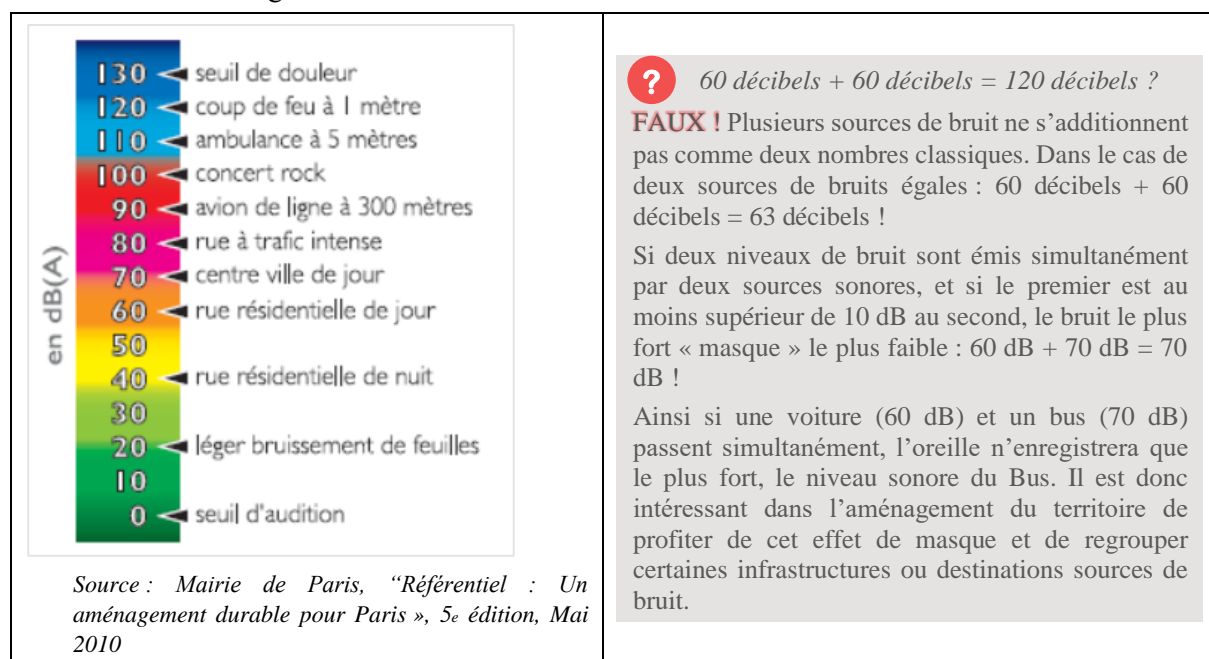 130 seuil de douleur
120 coup de feu à 1 mètre
110 ambulance à 5 mètres
100 concert rock
90 avion de ligne à 300 mètres
80 rue à trafic intense
70 centre ville de jour
60 rue résidentielle de jour
50
40 rue résidentielle de nuit
30
20 léger bruissement de feuilles
10
0 seuil d'audition
en dB(A)
Source : Mairie de Paris, “Référentiel : Un
aménagement durable pour Paris », 5e édition, Mai
2010
? 60 décibels + 60 décibels = 120 décibels ?
FAUX ! Plusieurs sources de bruit ne s’additionnent
pas comme deux nombres classiques. Dans le cas de
deux sources de bruits égales : 60 décibels + 60
décibels = 63 décibels !
Si deux niveaux de bruit sont émis simultanément
par deux sources sonores, et si le premier est au
moins supérieur de 10 dB au second, le bruit le plus
fort « masque » le plus faible : 60 dB + 70 dB = 70
dB !
Ainsi si une voiture (60 dB) et un bus (70 dB)
passent simultanément, l’oreille n’enregistrera que
le plus fort, le niveau sonore du Bus. Il est donc
intéressant dans l’aménagement du territoire de
profiter de cet effet de masque et de regrouper
certaines infrastructures ou destinations sources de
bruit.